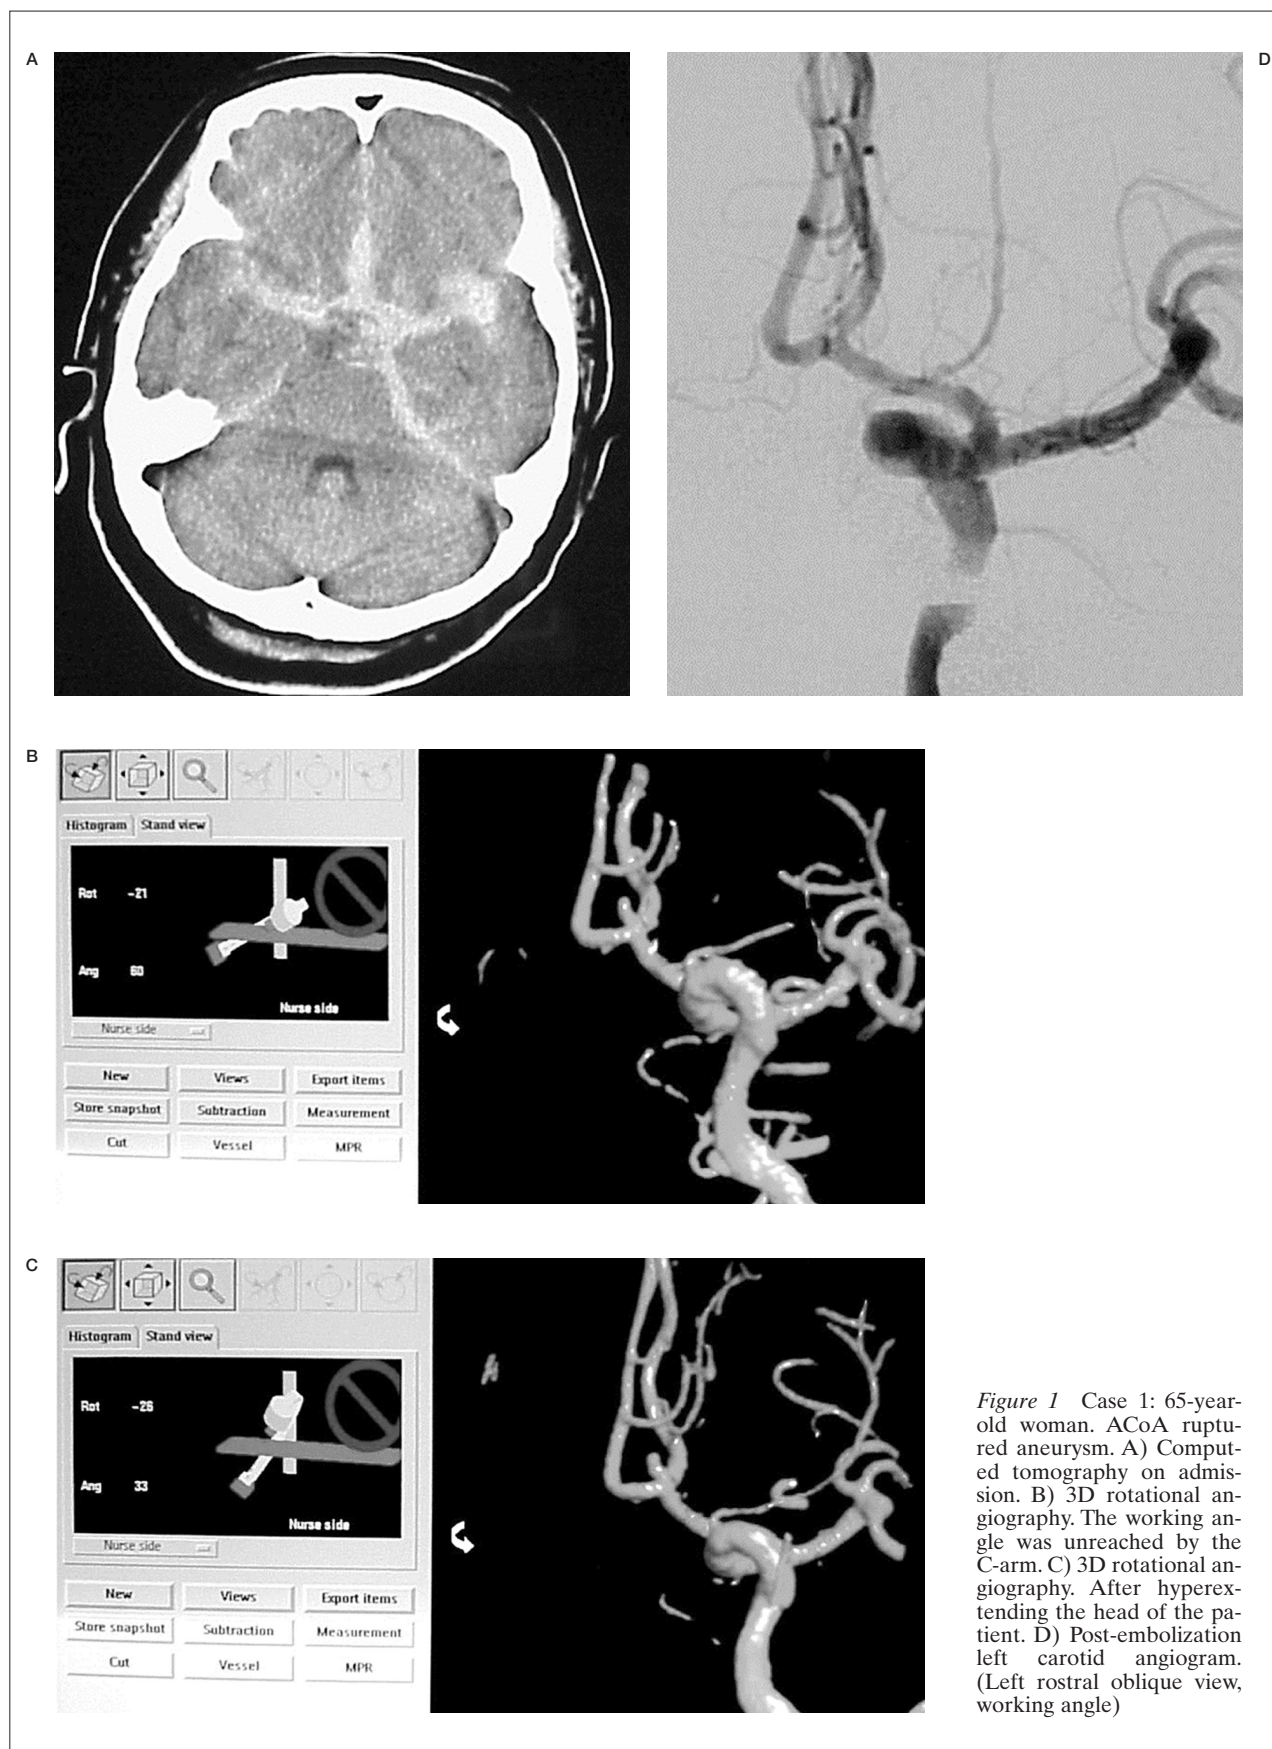 A
D
B
Histogram
Stand view
Rot -21
Ang 60
Nurse side
Nurse side
New
Views
Export items
Store snapshot
Subtraction
Measurement
Cut
Vessel
MPR
C
Histogram
Stand view
Rot -26
Ang 33
Nurse side
Nurse side
New
Views
Export items
Store snapshot
Subtraction
Measurement
Cut
Vessel
MPR
Figure 1 Case 1: 65-year-
old woman. ACoA ruptu-
red aneurysm. A) Comput-
ed tomography on admis-
sion. B) 3D rotational an-
giography. The working an-
gle was unreached by the
C-arm. C) 3D rotational an-
giography. After hyperex-
tending the head of the pa-
tient. D) Post-embolization
left carotid angiogram.
(Left rostral oblique view,
working angle)